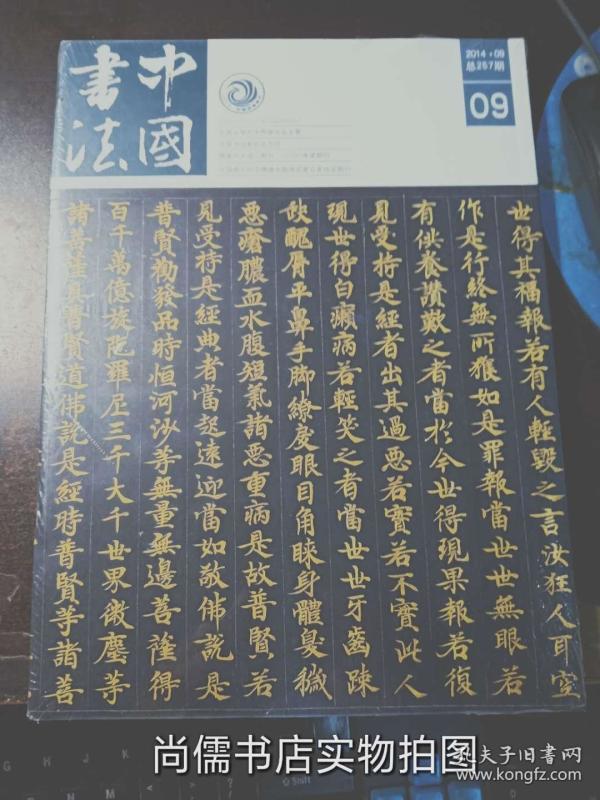 中國
書法
2014·09
总257期
09
世得其福報若有人輕毀之言汝狂人耳空
作是行終無所獲如是罪報當世世無眼若
有供養讚歎之者當於今世得現果報若復
見受持是經者出其過惡若實若不實此人
現世得白癩病若輕笑之者當世世牙齒踈
缺醜脣平鼻手脚繚戾眼目角睞身體臭穢
惡瘡膿血水腹短氣諸惡重病是故普賢若
見受持是經典者當起遠迎當如敬佛說是
普賢勸發品時恒河沙等無量無邊菩薩得
百千萬億旋陀羅尼三千大千世界微塵等
諸菩薩具普賢道佛說是經時普賢等諸菩
尚儒书店实物拍图
孔夫子旧书网
www.kongfz.com